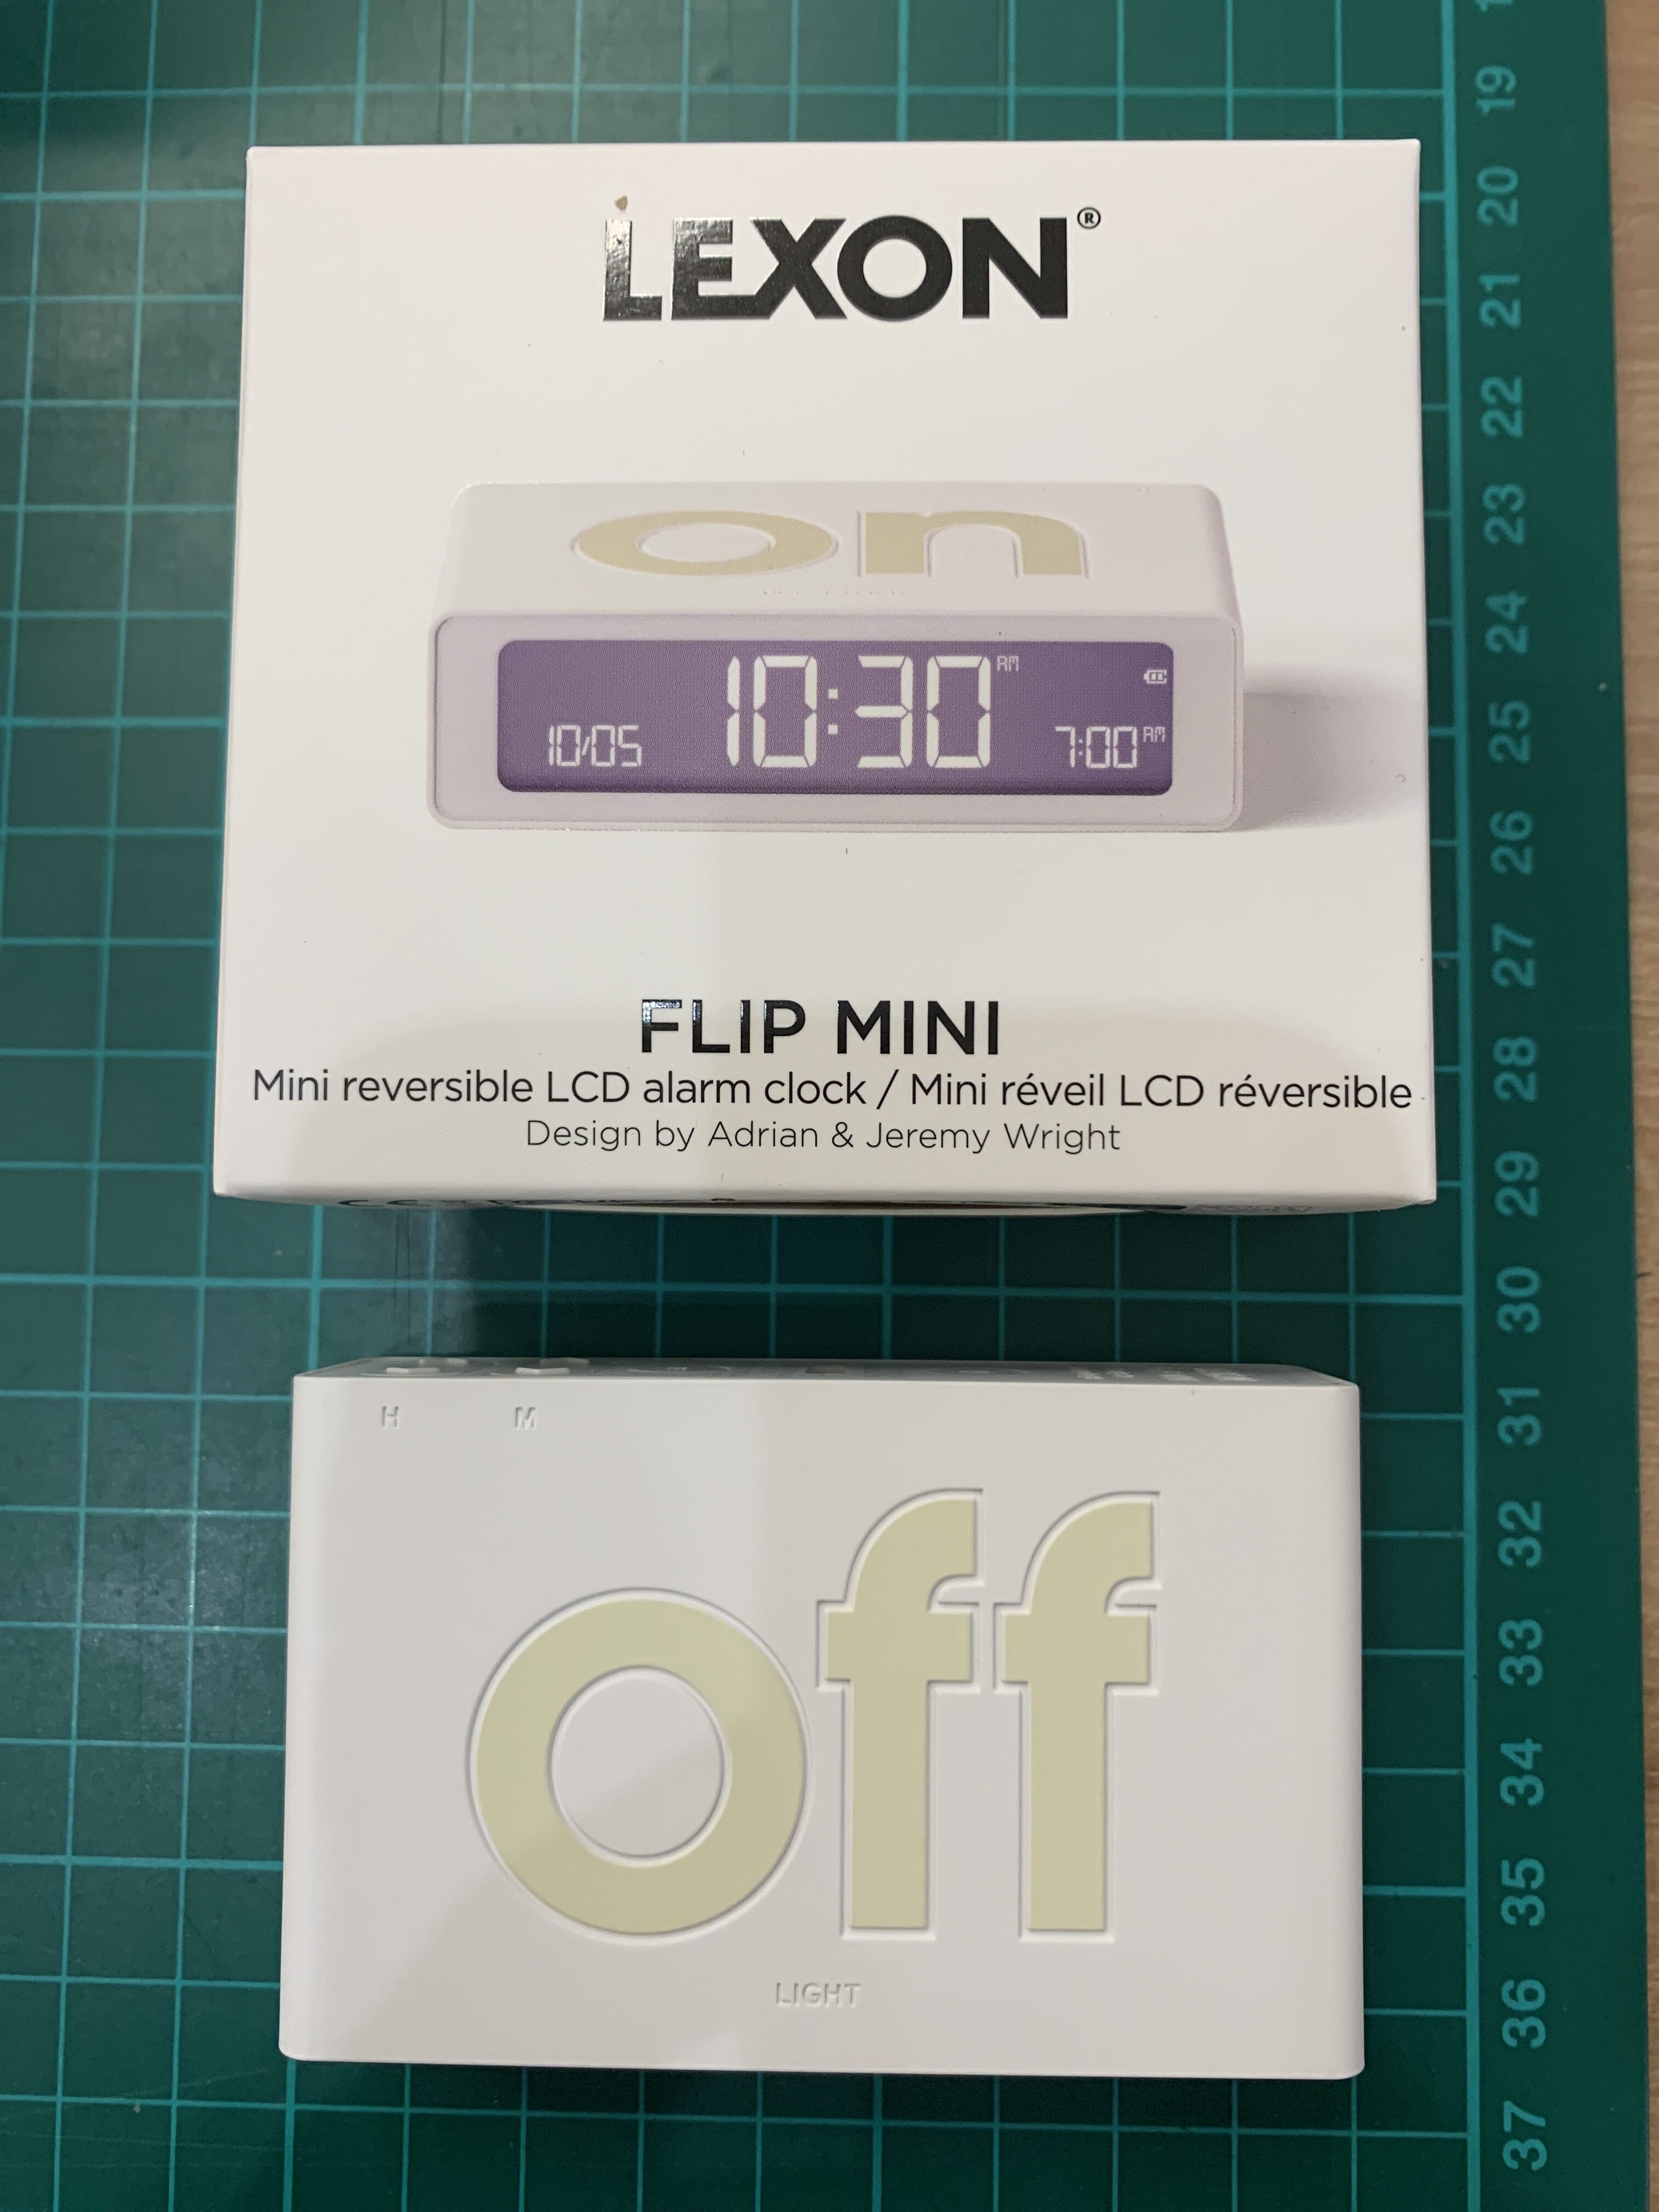 LEXON®
on
10:30 AM
10/05
7:00 AM
FLIP MINI
Mini reversible LCD alarm clock / Mini réveil LCD réversible
Design by Adrian & Jeremy Wright
H M
off
LIGHT
19
20
21
22
23
24
25
26
27
28
29
30
31
32
33
34
35
36
37